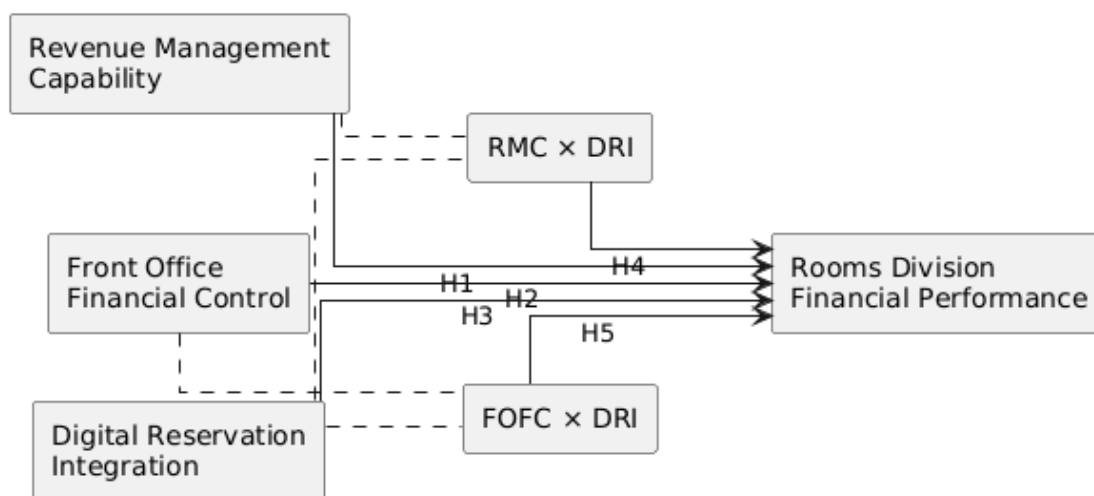 Revenue Management
Capability
RMC × DRI
Front Office
Financial Control
H4
H1
H2
H3
H5
Rooms Division
Financial Performance
FOFC × DRI
Digital Reservation
Integration